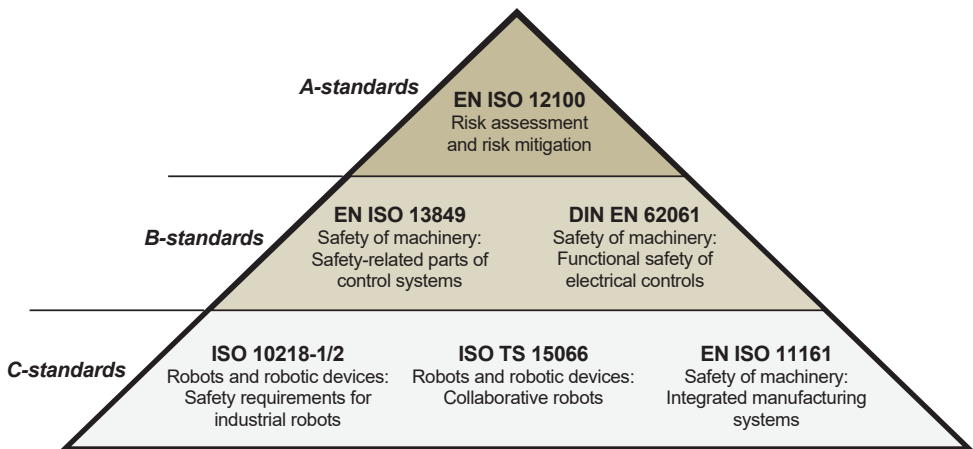 A-standards
EN ISO 12100
Risk assessment
and risk mitigation
B-standards
EN ISO 13849
Safety of machinery:
Safety-related parts of
control systems
DIN EN 62061
Safety of machinery:
Functional safety of
electrical controls
C-standards
ISO 10218-1/2
Robots and robotic devices:
Safety requirements for
industrial robots
ISO TS 15066
Robots and robotic devices:
Collaborative robots
EN ISO 11161
Safety of machinery:
Integrated manufacturing
systems